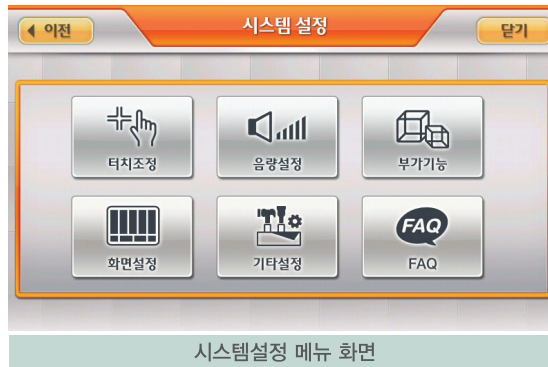 이전
시스템 설정
닫기
터치조정
음량설정
부가기능
화면설정
기타설정
FAQ
FAQ
시스템설정 메뉴 화면